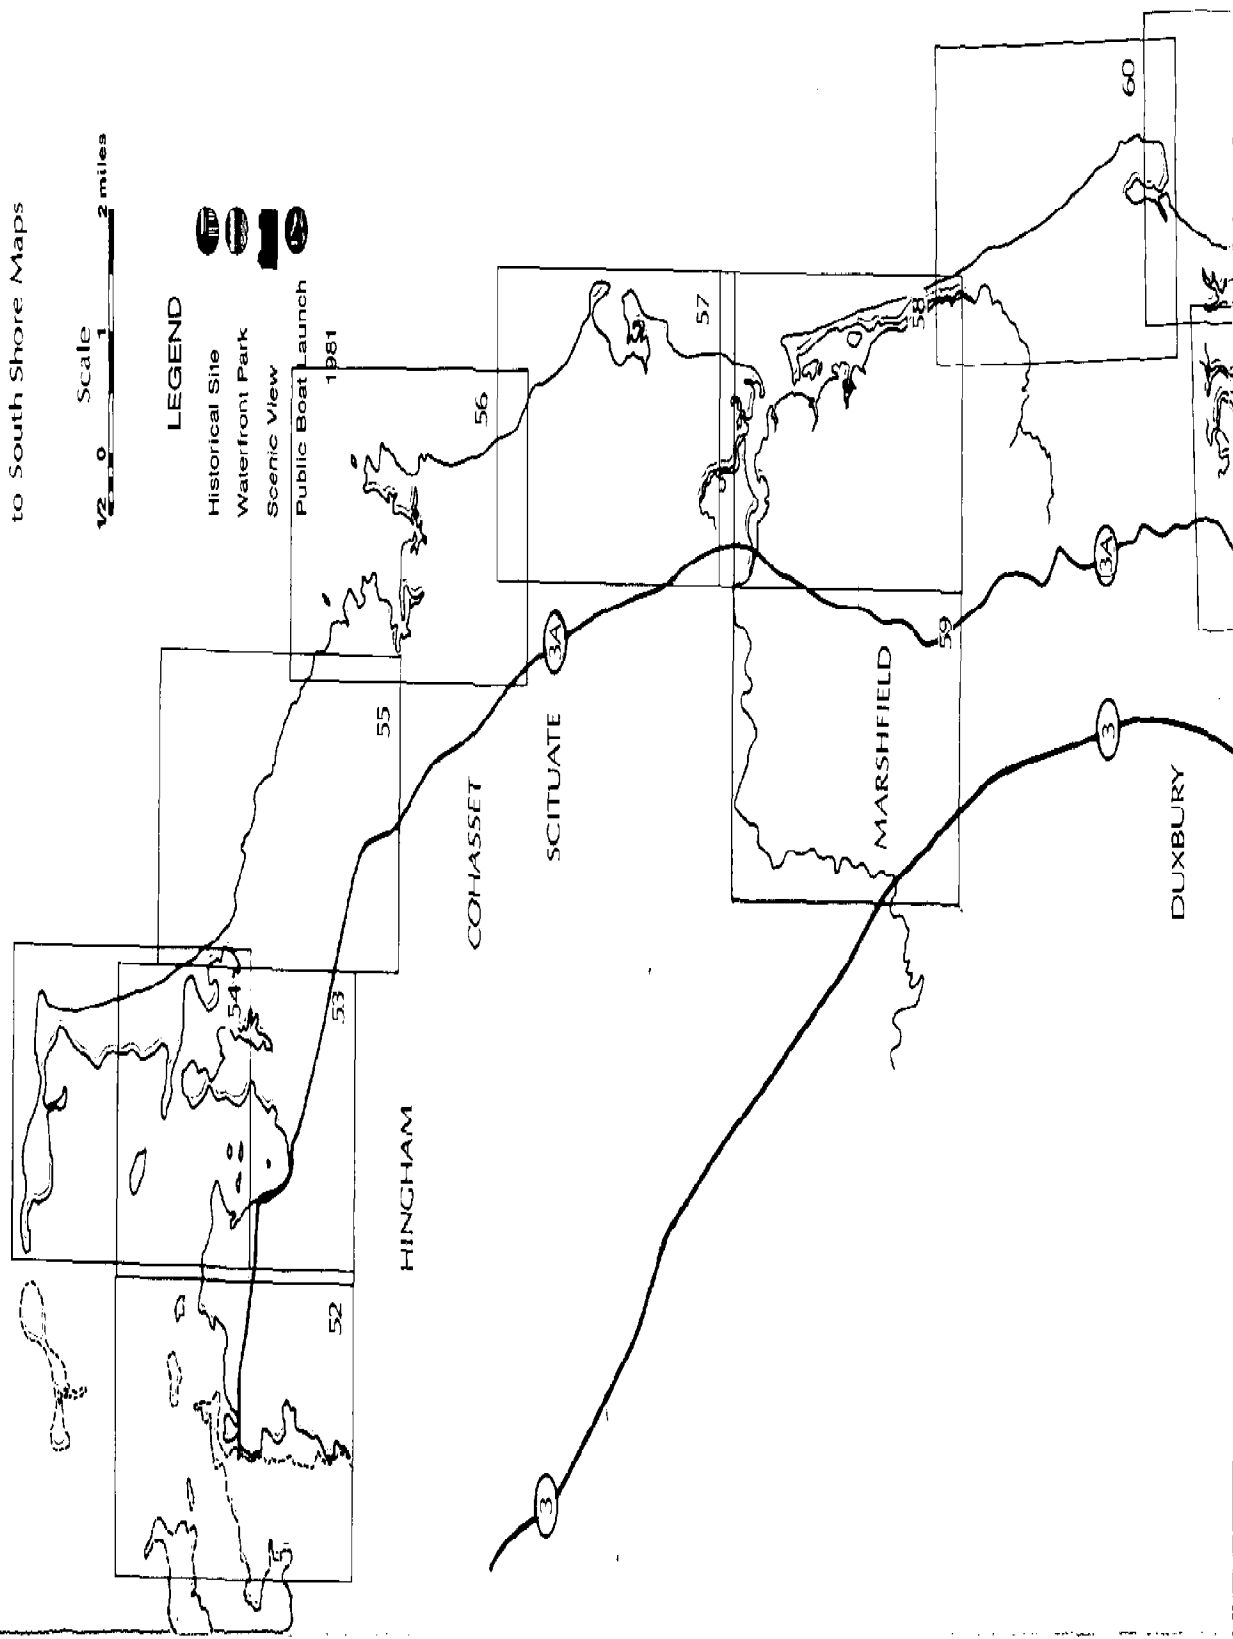 to South Shore Maps
Scale
1/2 0 1 2 miles
LEGEND
Historical Site
Waterfront Park
Scenic View
Public Boat Launch
1981
60
57
58
56
3A
59
3A
55
SCITUATE
MARSHFIELD
3
COHASSET
DUXBURY
54
53
HINGHAM
52
3